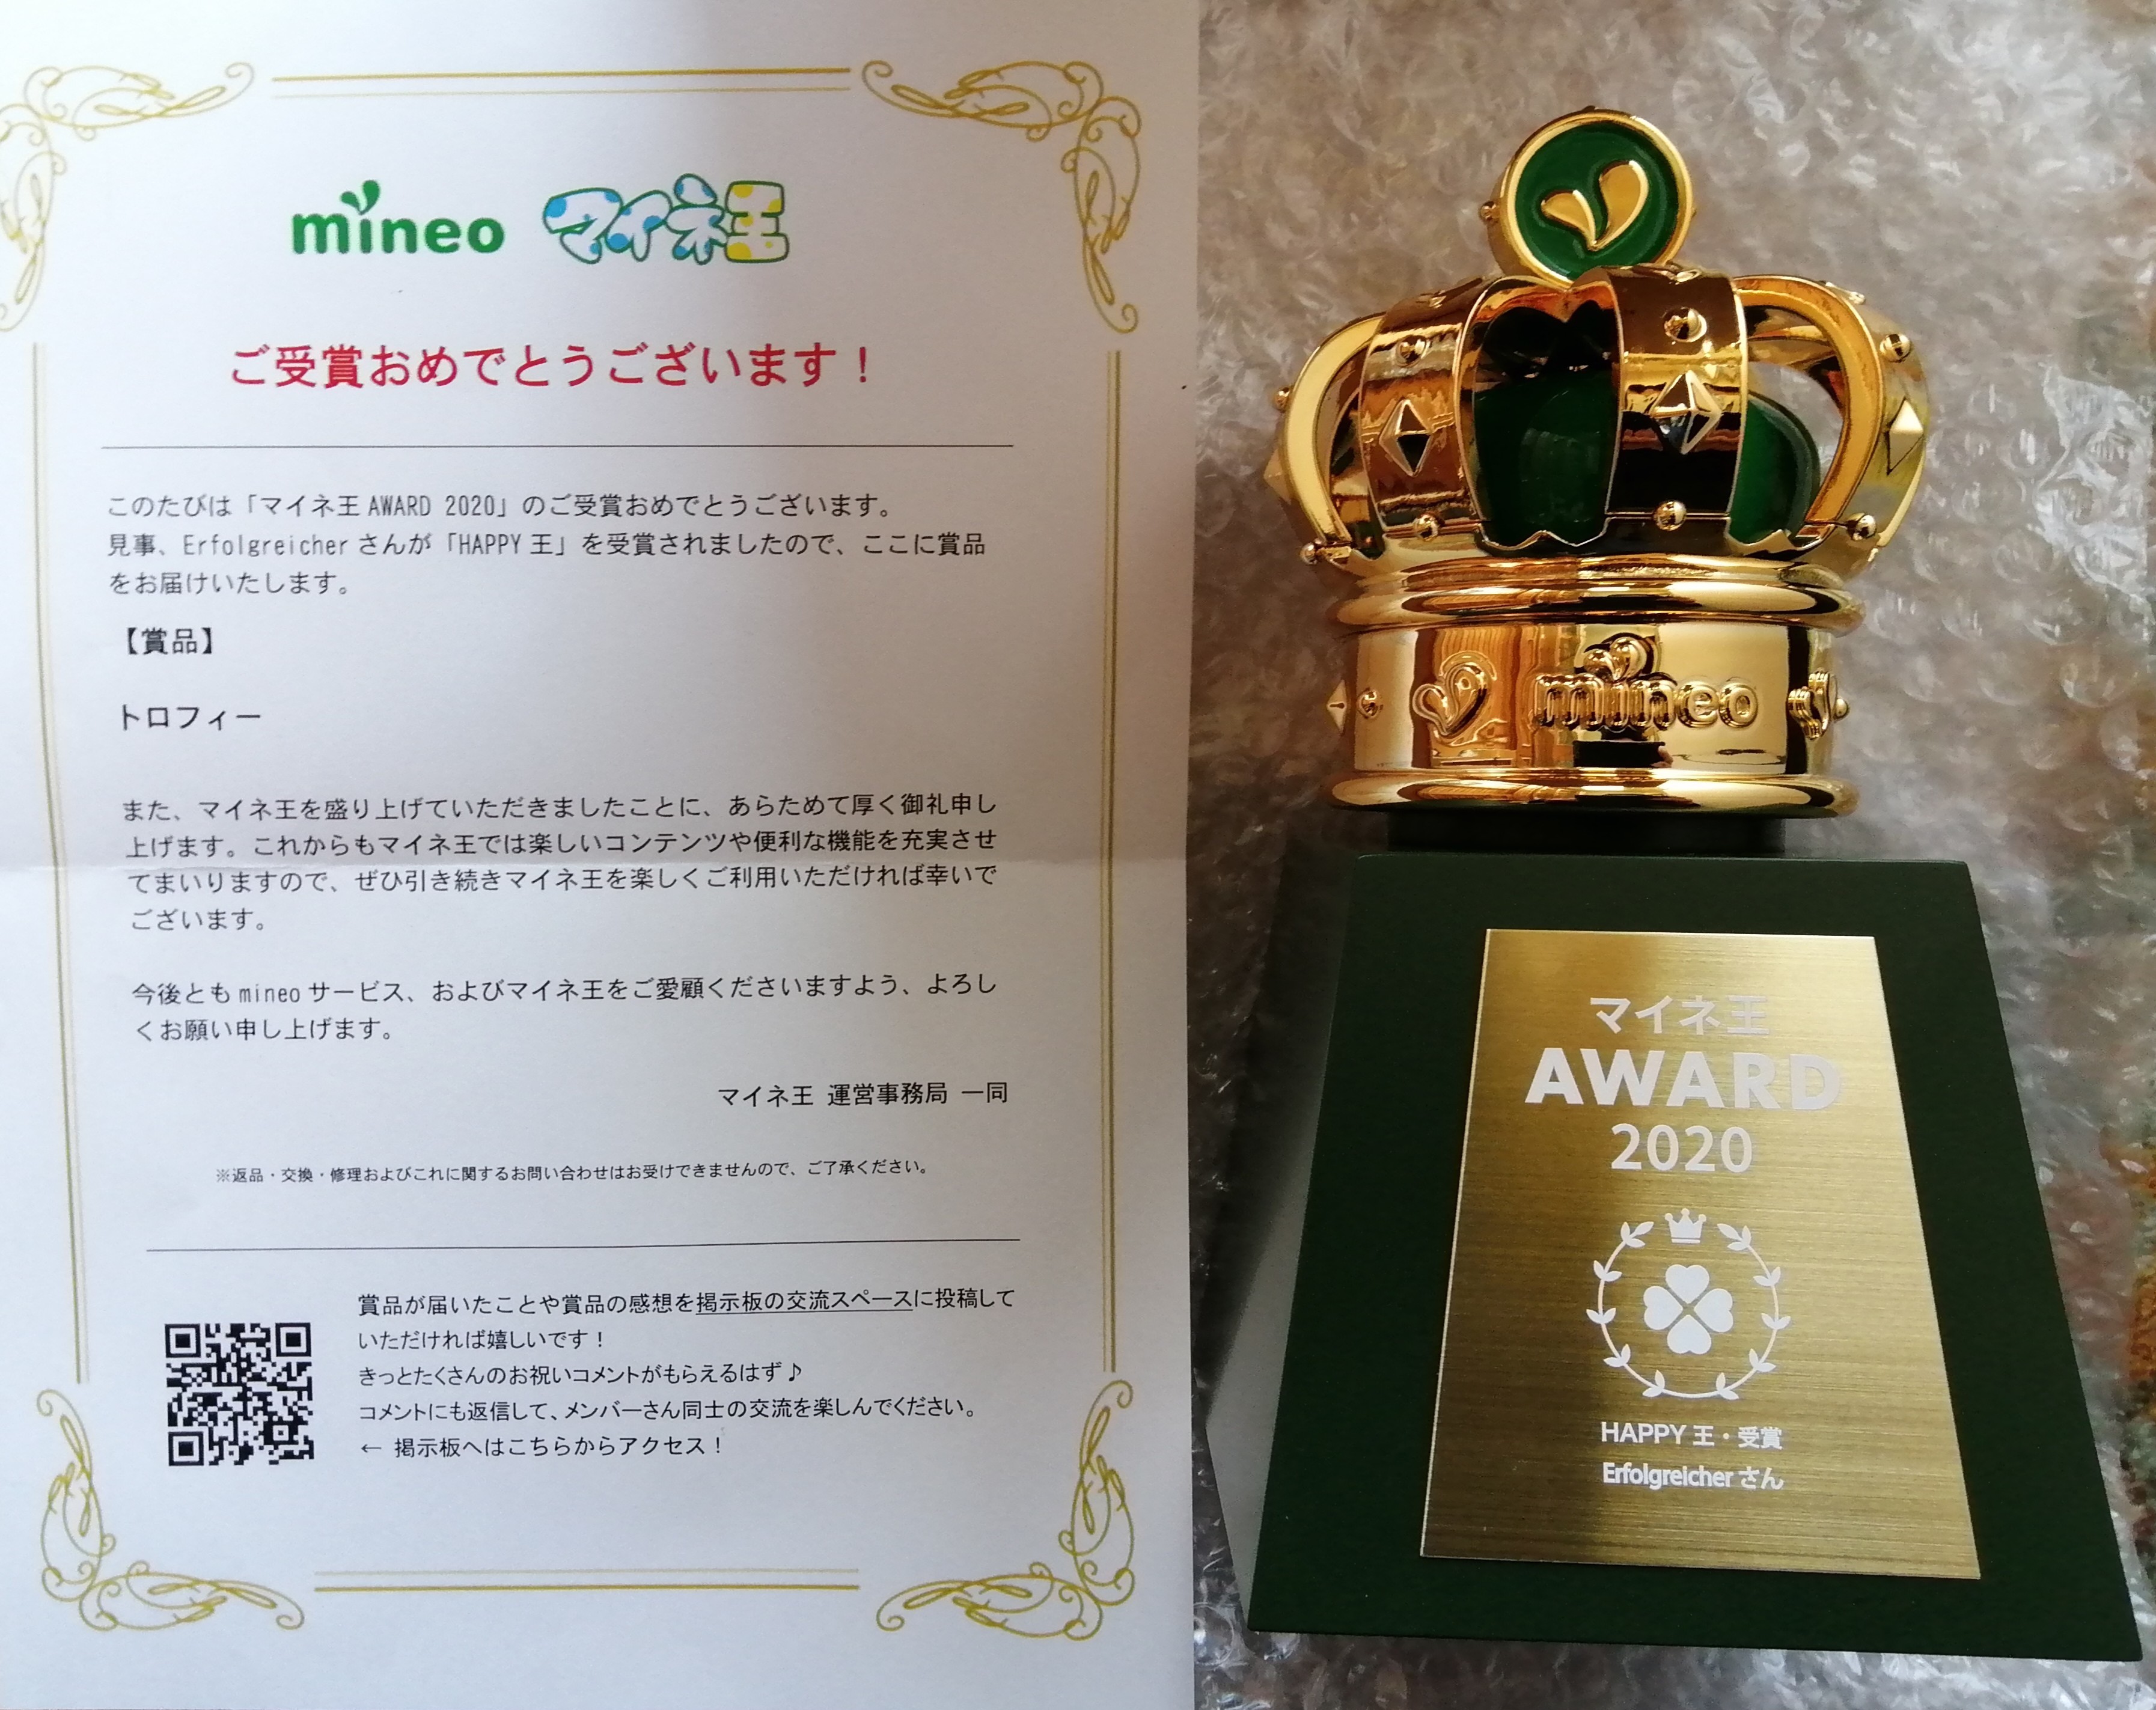 mineo マイネ王
ご受賞おめでとうございます！
このたびは「マイネ王 AWARD 2020」のご受賞おめでとうございます。
見事、Erfolgreicher さんが「HAPPY 王」を受賞されましたので、ここに賞品
をお届けいたします。
【賞品】
トロフィー
また、マイネ王を盛り上げていただきましたことに、あらためて厚く御礼申し
上げます。これからもマイネ王では楽しいコンテンツや便利な機能を充実させ
てまいりますので、ぜひ引き続きマイネ王を楽しくご利用いただければ幸いで
ございます。
今後とも mineo サービス、およびマイネ王をご愛顧くださいますよう、よろし
くお願い申し上げます。
マイネ王 運営事務局 一同
※返品・交換・修理およびこれに関するお問い合わせはお受けできませんので、ご了承ください。
賞品が届いたことや賞品の感想を掲示板の交流スペースに投稿して
いただければ嬉しいです！
きっとたくさんのお祝いコメントがもらえるはず♪
コメントにも返信して、メンバーさん同士の交流を楽しんでください。
← 掲示板へはこちらからアクセス！
mineo
マイネ王
AWARD
2020
HAPPY 王・受賞
Erfolgreicher さん